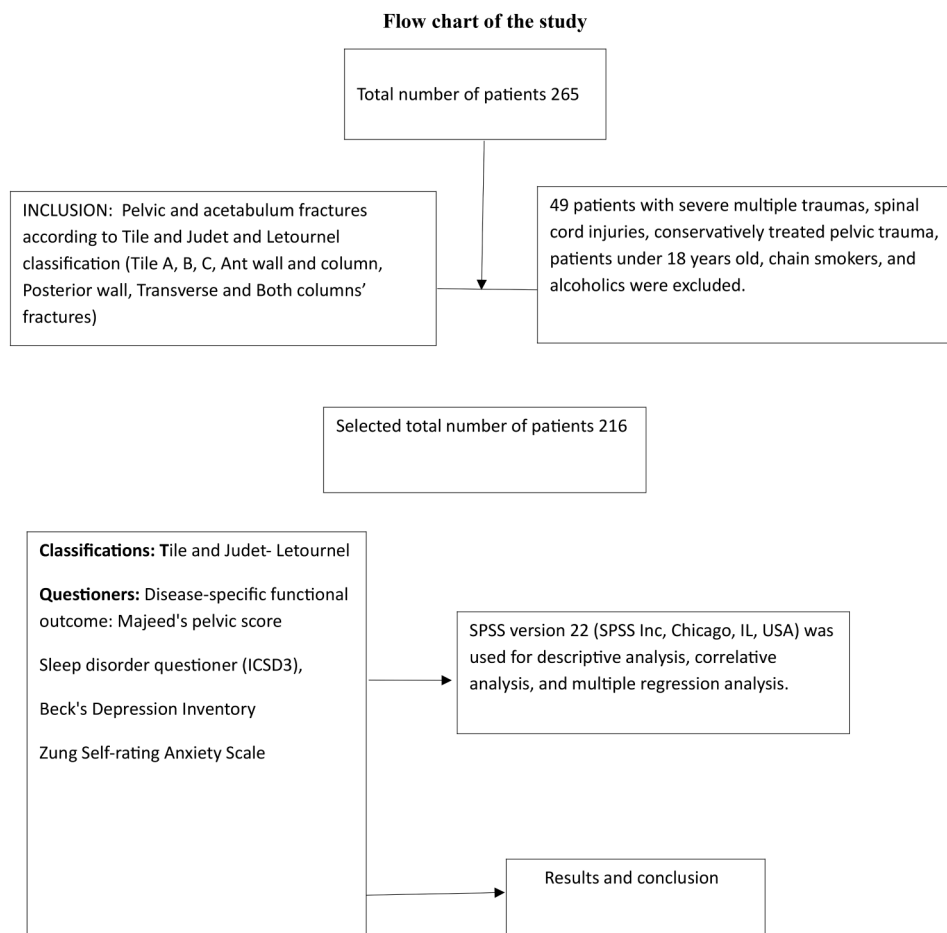 Flow chart of the study
Total number of patients 265
INCLUSION: Pelvic and acetabulum fractures
according to Tile and Judet and Letournel
classification (Tile A, B, C, Ant wall and column,
Posterior wall, Transverse and Both columns’
fractures)
49 patients with severe multiple traumas, spinal
cord injuries, conservatively treated pelvic trauma,
patients under 18 years old, chain smokers, and
alcoholics were excluded.
Selected total number of patients 216
Classifications: Tile and Judet- Letournel
Questioners: Disease-specific functional
outcome: Majeed's pelvic score
Sleep disorder questioner (ICSD3),
Beck's Depression Inventory
Zung Self-rating Anxiety Scale
SPSS version 22 (SPSS Inc, Chicago, IL, USA) was
used for descriptive analysis, correlative
analysis, and multiple regression analysis.
Results and conclusion